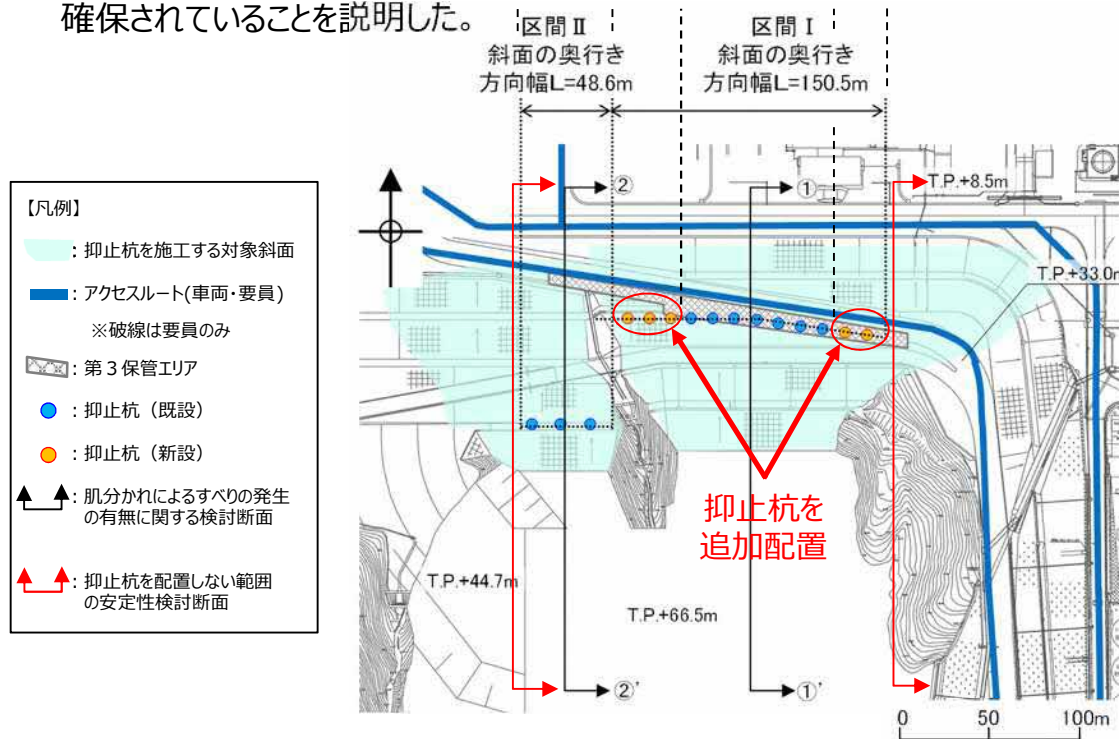 確保されていることを説明した。
区間Ⅱ
斜面の奥行き
方向幅L=48.6m
区間Ⅰ
斜面の奥行き
方向幅L=150.5m
【凡例】
：抑止杭を施工する対象斜面
：アクセスルート(車両・要員)
※破線は要員のみ
：第３保管エリア
：抑止杭（既設）
：抑止杭（新設）
：肌分かれによるすべりの発生
の有無に関する検討断面
：抑止杭を配置しない範囲
の安定性検討断面
②
①
T.P.+8.5m
T.P.+33.0m
抑止杭を
追加配置
T.P.+44.7m
T.P.+66.5m
②'
①'
0 50 100m